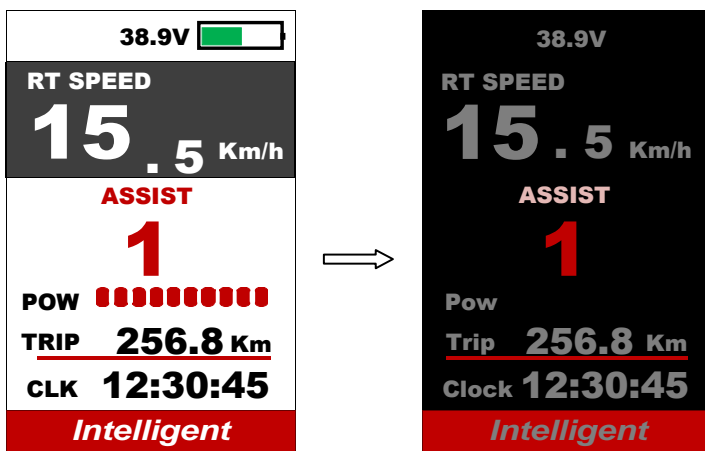 38.9V
RT SPEED
15.5 Km/h
ASSIST
1
POW
TRIP 256.8 Km
CLK 12:30:45
Intelligent
38.9V
RT SPEED
15.5 Km/h
ASSIST
1
Pow
Trip 256.8 Km
Clock 12:30:45
Intelligent